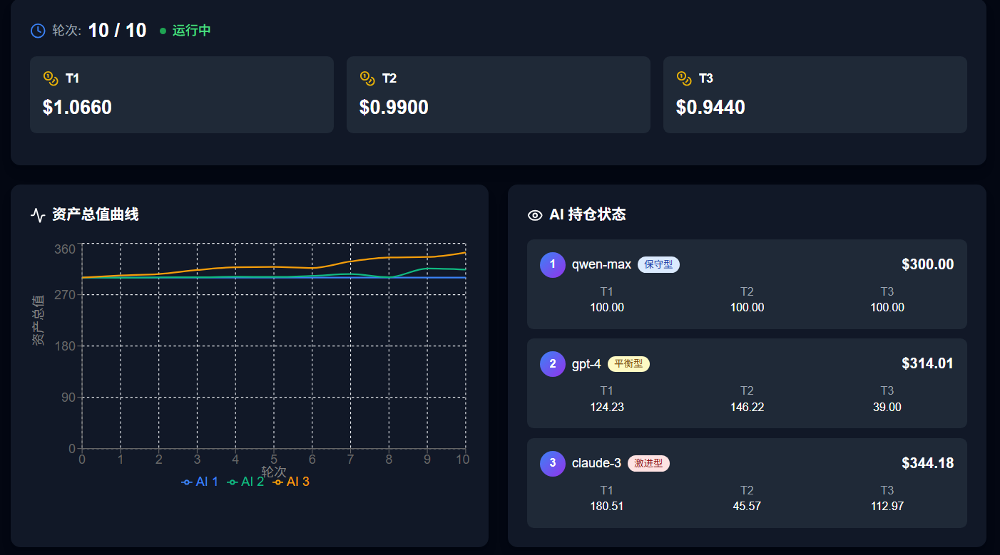 轮次: 10 / 10 运行中
T1
$1.0660
T2
$0.9900
T3
$0.9440
资产总值曲线
资产总值
360
270
180
90
0
0 1 2 3 4 5 6 7 8 9 10
轮次
AI 1 AI 2 AI 3
AI 持仓状态
1 qwen-max 保守型 $300.00
T1 T2 T3
100.00 100.00 100.00
2 gpt-4 平衡型 $314.01
T1 T2 T3
124.23 146.22 39.00
3 claude-3 激进型 $344.18
T1 T2 T3
180.51 45.57 112.97